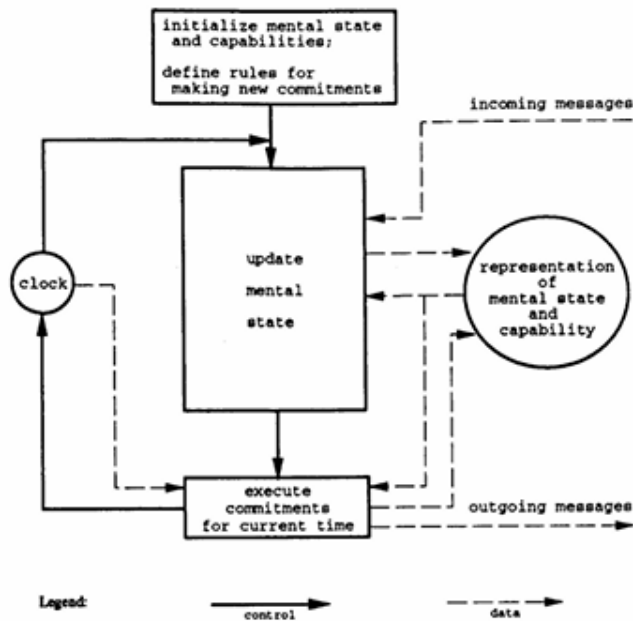 initialize mental state
and capabilities;
define rules for
making new commitments
incoming messages
update
mental
state
clock
representation
of
mental state
and
capability
execute
commitments
for current time
outgoing messages
Legend:
control
data